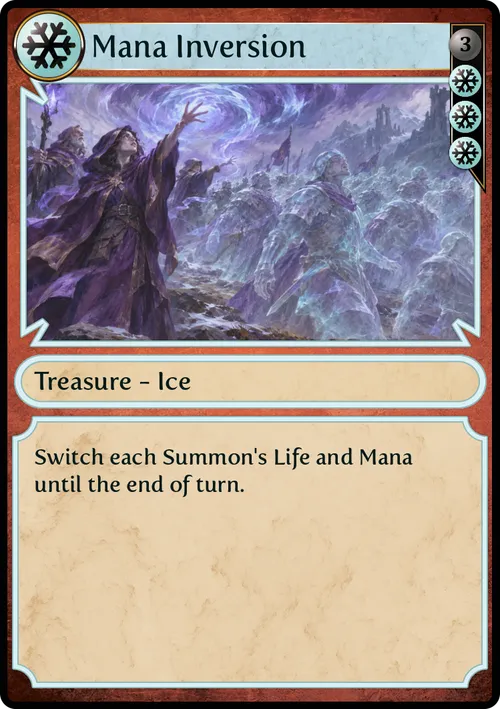 Mana Inversion
3
Treasure - Ice
Switch each Summon's Life and Mana
until the end of turn.